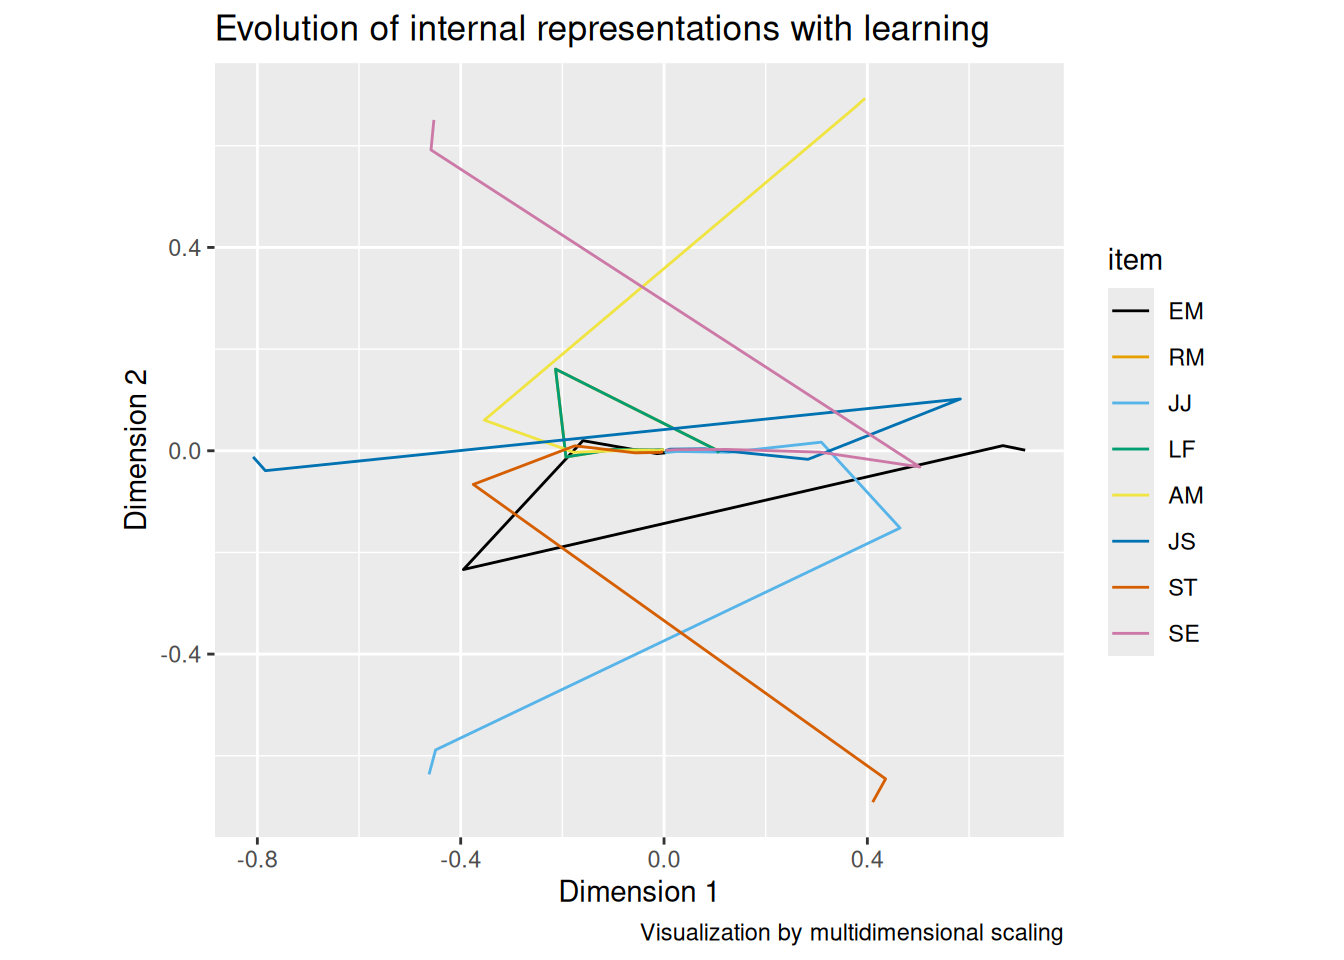 Evolution of internal representations with learning
Dimension 2
0.4
0.0
-0.4
-0.8
-0.4
0.0
0.4
Dimension 1
Visualization by multidimensional scaling
item
EM
RM
JJ
LF
AM
JS
ST
SE